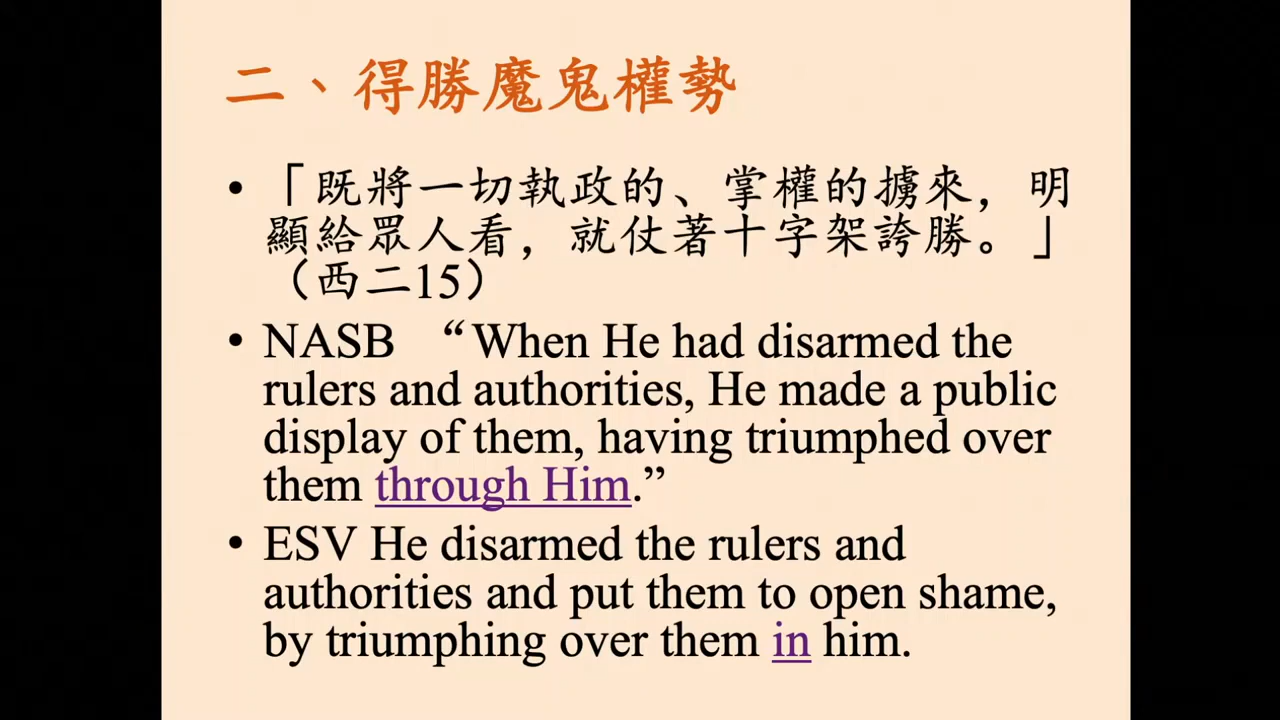 二、得勝魔鬼權勢
• 「既將一切執政的、掌權的擄來，明
顯給眾人看，就仗著十字架誇勝。」
（西二15）
• NASB “When He had disarmed the
rulers and authorities, He made a public
display of them, having triumphed over
them through Him.”
• ESV He disarmed the rulers and
authorities and put them to open shame,
by triumphing over them in him.